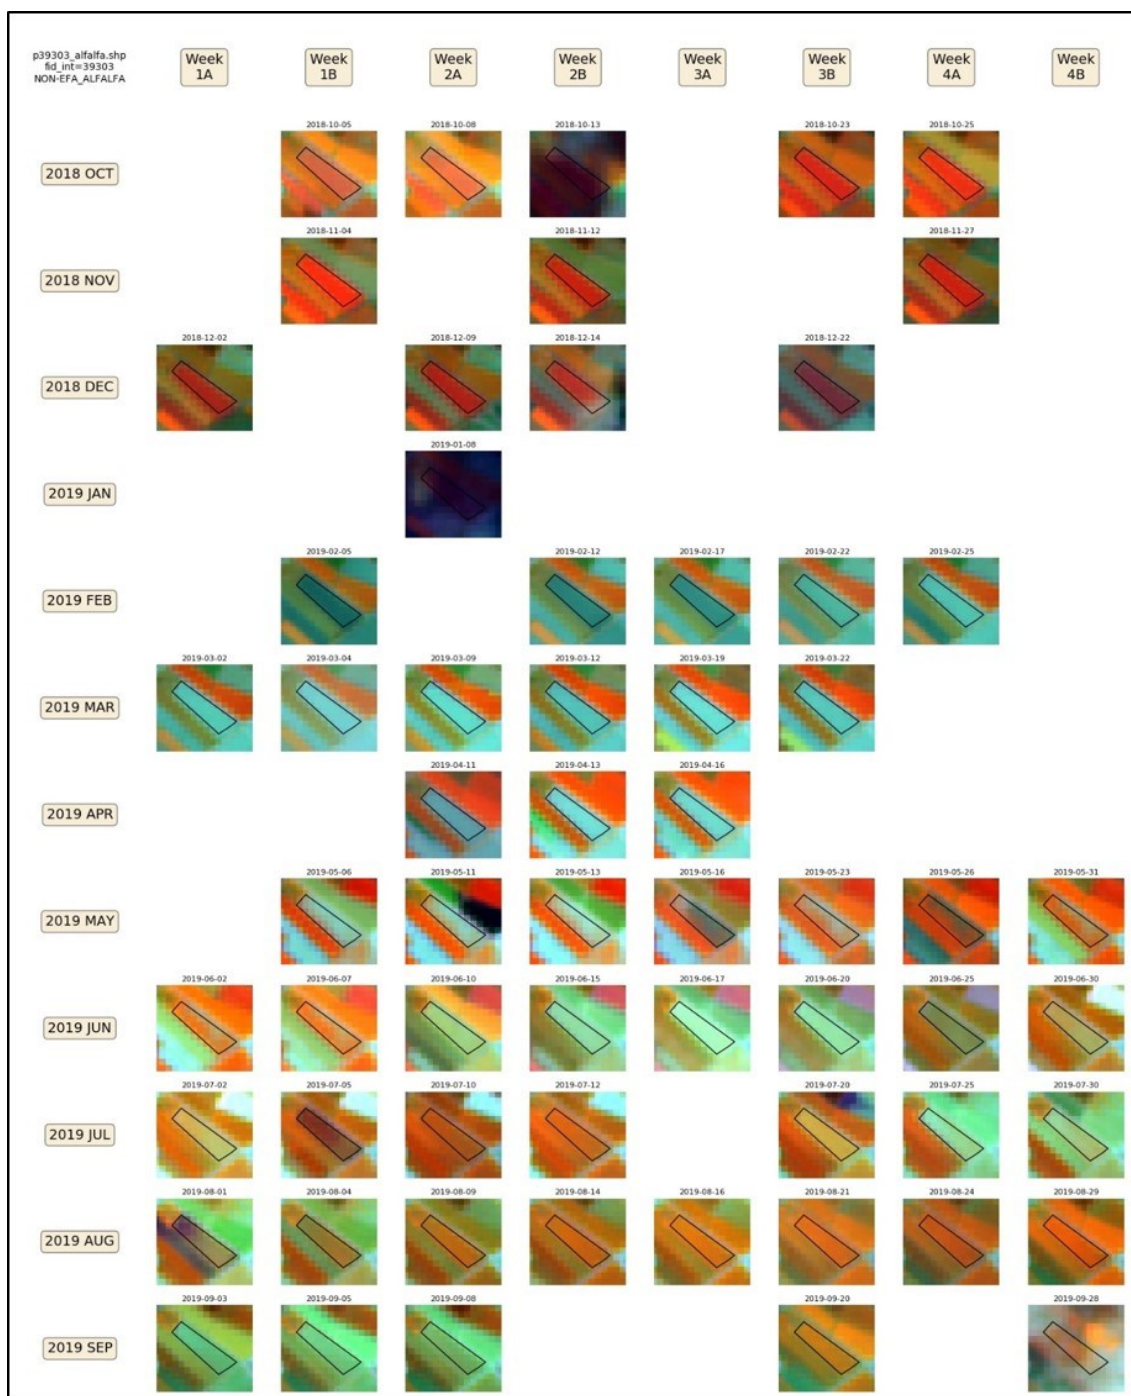 p39303_alfalfa.shp
fid_int=39303
NON-EFA_ALFALFA
Week 1A
Week 1B
Week 2A
Week 2B
Week 3A
Week 3B
Week 4A
Week 4B
2018 OCT
2018-10-05 2018-10-08 2018-10-13 2018-10-23 2018-10-25
2018 NOV
2018-11-04 2018-11-12 2018-11-27
2018 DEC
2018-12-02 2018-12-09 2018-12-14 2018-12-22
2019 JAN
2019-01-08
2019 FEB
2019-02-05 2019-02-12 2019-02-17 2019-02-22 2019-02-25
2019 MAR
2019-03-02 2019-03-04 2019-03-09 2019-03-12 2019-03-19 2019-03-22
2019 APR
2019-04-11 2019-04-13 2019-04-16
2019 MAY
2019-05-06 2019-05-11 2019-05-13 2019-05-16 2019-05-23 2019-05-26 2019-05-31
2019 JUN
2019-06-02 2019-06-07 2019-06-10 2019-06-15 2019-06-17 2019-06-20 2019-06-25 2019-06-30
2019 JUL
2019-07-02 2019-07-05 2019-07-10 2019-07-12 2019-07-20 2019-07-25 2019-07-30
2019 AUG
2019-08-01 2019-08-04 2019-08-09 2019-08-14 2019-08-16 2019-08-21 2019-08-24 2019-08-29
2019 SEP
2019-09-03 2019-09-05 2019-09-08 2019-09-20 2019-09-28